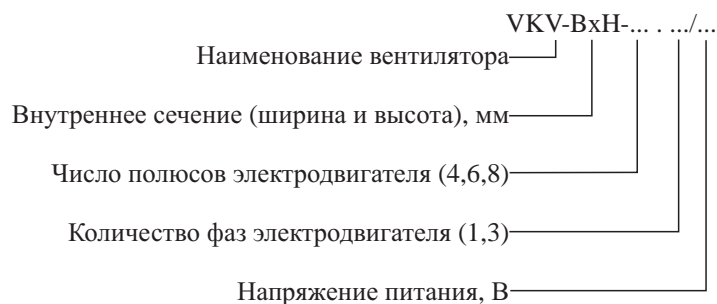 VKV-BxH-... . .../...
Наименование вентилятора
Внутреннее сечение (ширина и высота), мм
Число полюсов электродвигателя (4,6,8)
Количество фаз электродвигателя (1,3)
Напряжение питания, В